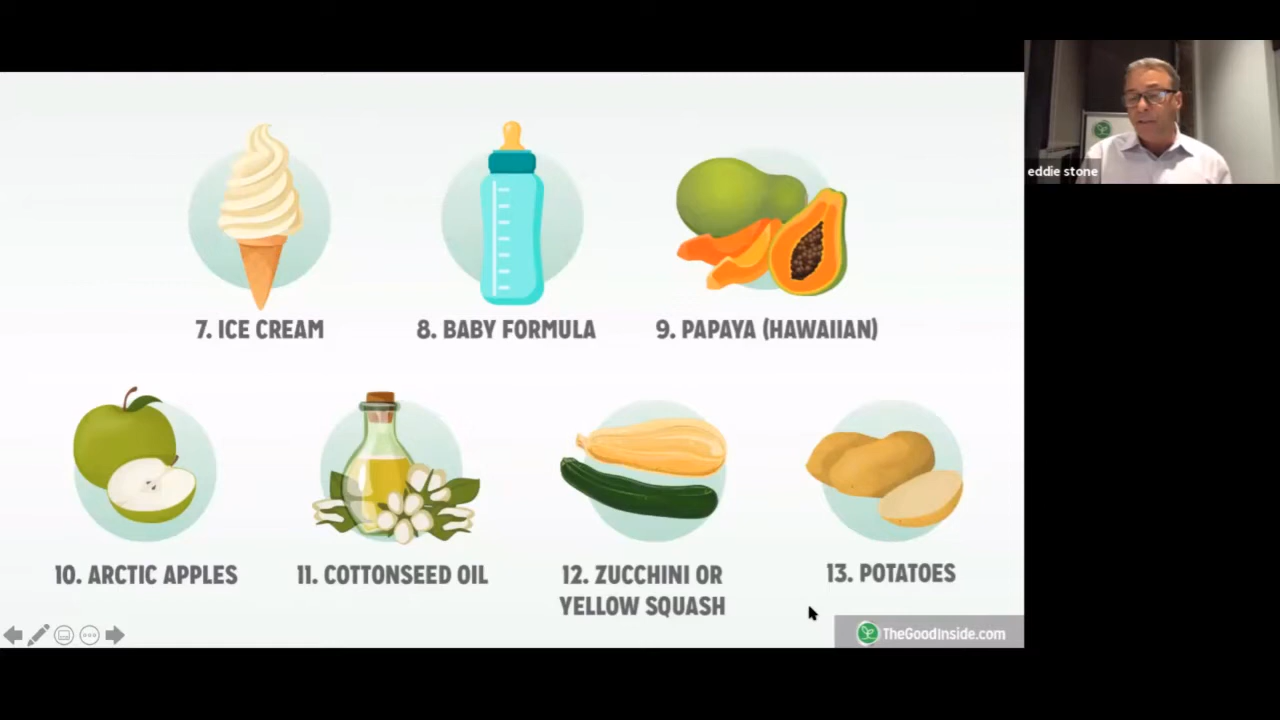 eddie stone
7. ICE CREAM
8. BABY FORMULA
9. PAPAYA (HAWAIIAN)
10. ARCTIC APPLES
11. COTTONSEED OIL
12. ZUCCHINI OR
YELLOW SQUASH
13. POTATOES
TheGoodInside.com